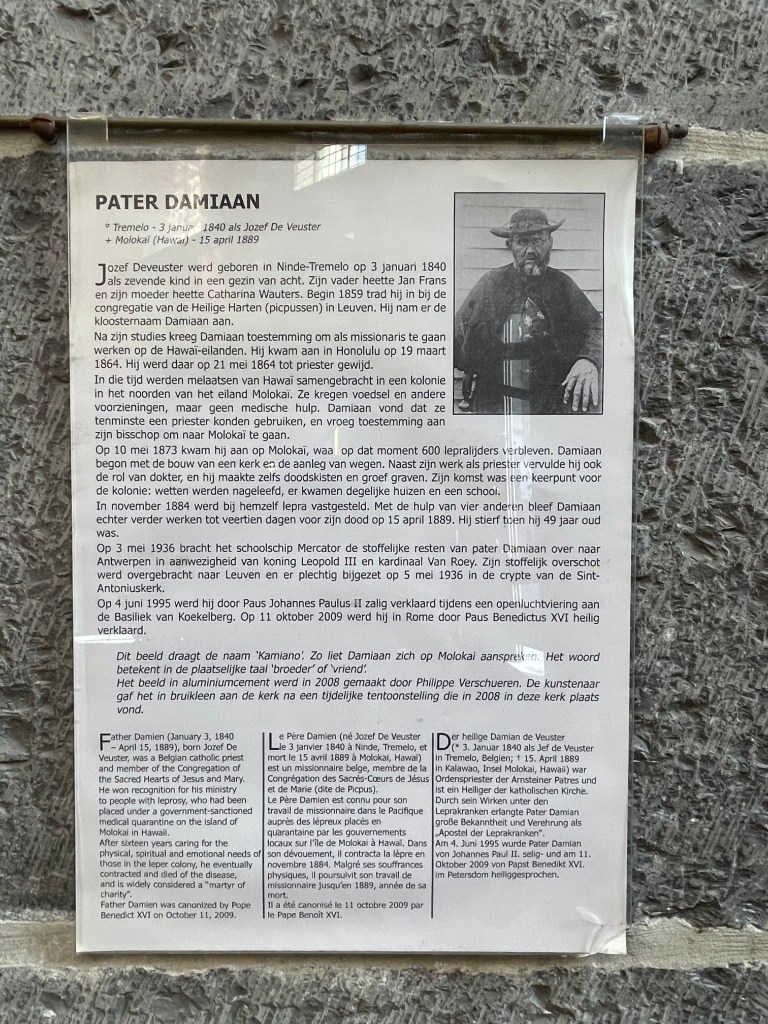 PATER DAMIAAN
° Tremelo - 3 januari 1840 als Jozef De Veuster
+ Molokaï (Hawaï) - 15 april 1889
Jozef Deveuster werd geboren in Ninde-Tremelo op 3 januari 1840
als zevende kind in een gezin van acht. Zijn vader heette Jan Frans
en zijn moeder heette Catharina Wauters. Begin 1859 trad hij in bij de
congregatie van de Heilige Harten (picpussen) in Leuven. Hij nam er de
kloosternaam Damiaan aan.
Na zijn studies kreeg Damiaan toestemming om als missionaris te gaan
werken op de Hawaï-eilanden. Hij kwam aan in Honolulu op 19 maart
1864. Hij werd daar op 21 mei 1864 tot priester gewijd.
In die tijd werden melaatsen van Hawaï samengebracht in een kolonie
in het noorden van het eiland Molokaï. Ze kregen voedsel en andere
voorzieningen, maar geen medische hulp. Damiaan vond dat ze
tenminste een priester konden gebruiken, en vroeg toestemming aan
zijn bisschop om naar Molokaï te gaan.
Op 10 mei 1873 kwam hij aan op Molokaï, waar op dat moment 600 lepralijders verbleven. Damiaan
begon met de bouw van een kerk en de aanleg van wegen. Naast zijn werk als priester vervulde hij ook
de rol van dokter, en hij maakte zelfs doodskisten en groef graven. Zijn komst was een keerpunt voor
de kolonie: wetten werden nageleefd, er kwamen degelijke huizen en een school.
In november 1884 werd bij hemzelf lepra vastgesteld. Met de hulp van vier anderen bleef Damiaan
echter verder werken tot veertien dagen voor zijn dood op 15 april 1889. Hij stierf toen hij 49 jaar oud
was.
Op 3 mei 1936 bracht het schoolschip Mercator de stoffelijke resten van pater Damiaan over naar
Antwerpen in aanwezigheid van koning Leopold III en kardinaal Van Roey. Zijn stoffelijk overschot
werd overgebracht naar Leuven en er plechtig bijgezet op 5 mei 1936 in de crypte van de Sint-
Antoniuskerk.
Op 4 juni 1995 werd hij door Paus Johannes Paulus II zalig verklaard tijdens een openluchtviering aan
de Basiliek van Koekelberg. Op 11 oktober 2009 werd hij in Rome door Paus Benedictus XVI heilig
verklaard.
Dit beeld draagt de naam ‘Kamiano’. Zo liet Damiaan zich op Molokai aanspreken. Het woord
betekent in de plaatselijke taal ‘broeder’ of ‘vriend’.
Het beeld in aluminiumcement werd in 2008 gemaakt door Philippe Verschueren. De kunstenaar
gaf het in bruikleen aan de kerk na een tijdelijke tentoonstelling die in 2008 in deze kerk plaats
vond.
Father Damien (January 3, 1840
– April 15, 1889), born Jozef De
Veuster, was a Belgian catholic priest
and member of the Congregation of
the Sacred Hearts of Jesus and Mary.
He won recognition for his ministry
to people with leprosy, who had been
placed under a government-sanctioned
medical quarantine on the island of
Molokai in Hawaii.
After sixteen years caring for the
physical, spiritual and emotional needs of
those in the leper colony, he eventually
contracted and died of the disease,
and is widely considered a “martyr of
charity”.
Father Damien was canonized by Pope
Benedict XVI on October 11, 2009.
Le Père Damien (né Jozef De Veuster
le 3 janvier 1840 à Ninde, Tremelo, et
mort le 15 avril 1889 à Molokai, Hawaï)
est un missionnaire belge, membre de la
Congrégation des Sacrés-Cœurs de Jésus
et de Marie (dite de Picpus).
Le Père Damien est connu pour son
travail de missionnaire dans le Pacifique
auprès des lépreux placés en
quarantaine par les gouvernements
locaux sur l’île de Molokai à Hawaï. Dans
son dévouement, il contracta la lèpre en
novembre 1884. Malgré ses souffrances
physiques, il poursuivit son travail de
missionnaire jusqu’en 1889, année de sa
mort.
Il a été canonisé le 11 octobre 2009 par
le Pape Benoît XVI.
Der heilige Damian de Veuster
(* 3. Januar 1840 als Jef de Veuster
in Tremelo, Belgien; † 15. April 1889
in Kalawao, Insel Molokai, Hawaii) war
Ordenspriester der Arnsteiner Patres und
ist ein Heiliger der katholischen Kirche.
Durch sein Wirken unter den
Leprakranken erlangte Pater Damian
große Bekanntheit und Verehrung als
„Apostel der Leprakranken“.
Am 4. Juni 1995 wurde Pater Damian
von Johannes Paul II. selig- und am 11.
Oktober 2009 von Papst Benedikt XVI.
im Petersdom heiliggesprochen.